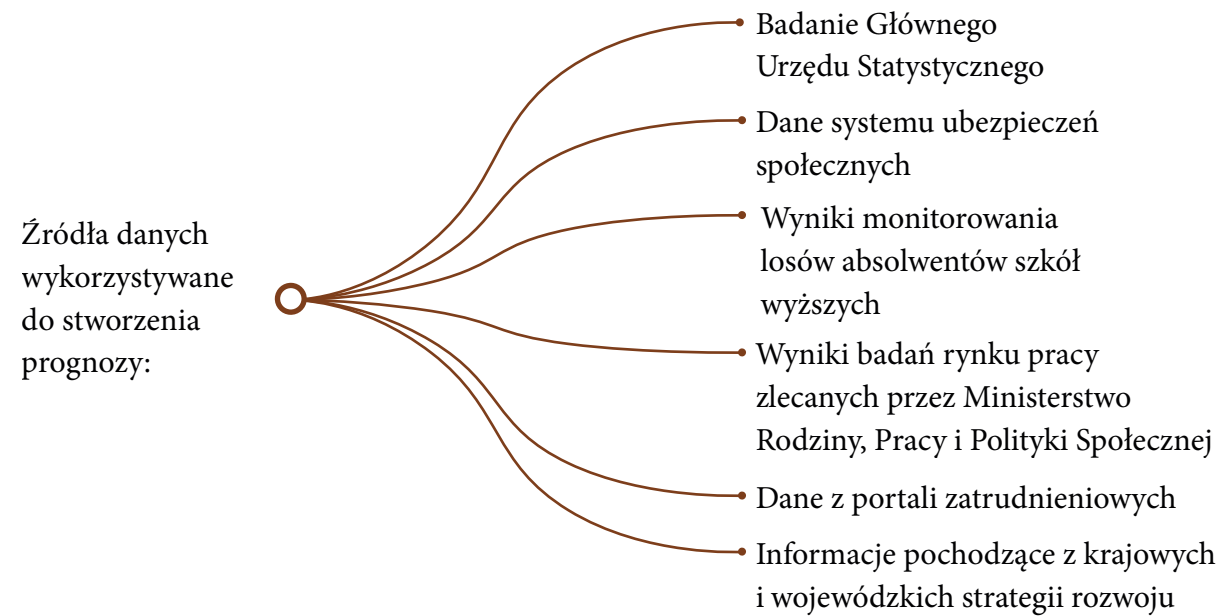 Źródła danych
wykorzystywane
do stworzenia
prognozy:
Badanie Głównego
Urzędu Statystycznego
Dane systemu ubezpieczeń
społecznych
Wyniki monitorowania
losów absolwentów szkół
wyższych
Wyniki badań rynku pracy
zlecanych przez Ministerstwo
Rodziny, Pracy i Polityki Społecznej
Dane z portali zatrudnieniowych
Informacje pochodzące z krajowych
i wojewódzkich strategii rozwoju